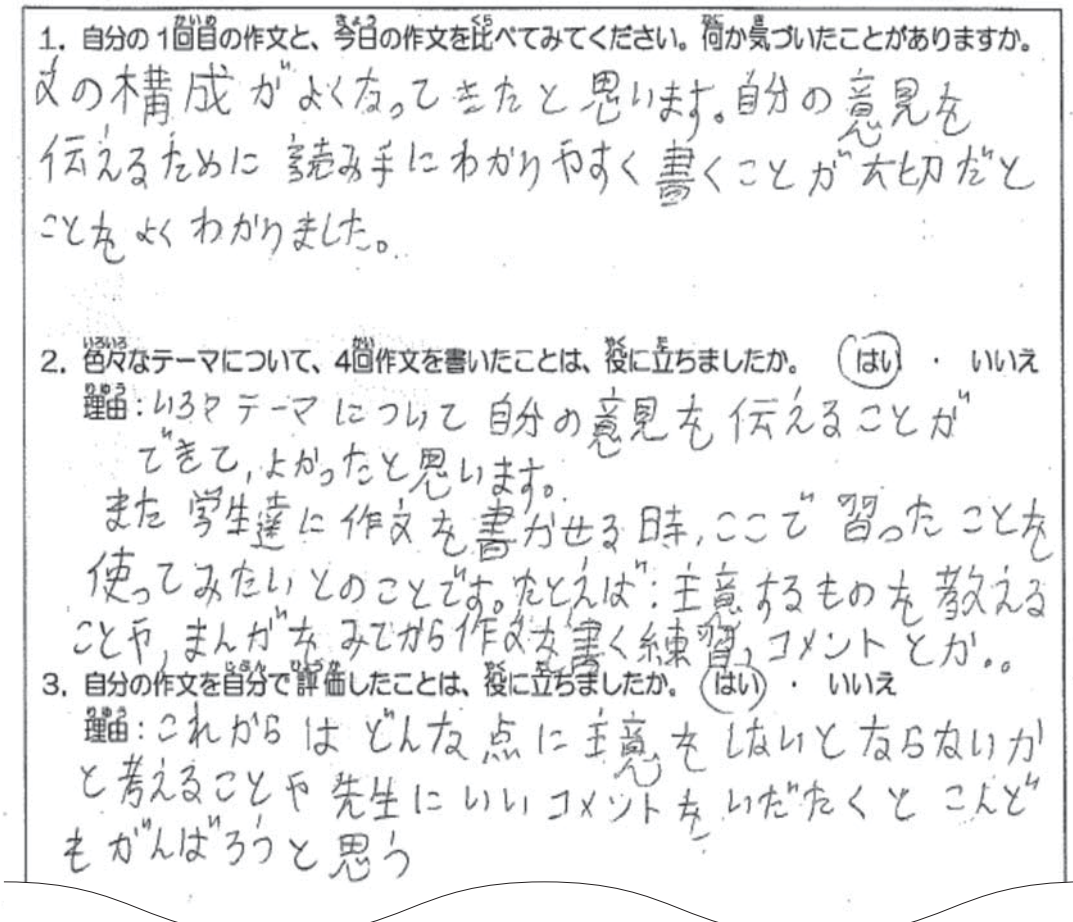 1. 自分の1回目の作文と、今日の作文を比べてみてください。何か気づいたことがありますか。
文の構成がよくなってきたと思います。自分の意見を
伝えるために読み手にわかりやすく書くことが大切だと
ことをよくわかりました。
2. 色々なテーマについて、4回作文を書いたことは、役に立ちましたか。 はい ・ いいえ
理由:いろんなテーマについて自分の意見を伝えることが
できて,よかったと思います。
また学生達に作文を書かせる時,ここで習ったことを
使ってみたいとのことです。たとえば:主意するものを教える
ことや,まんがをみてから作文を書く練習,コメントとか。。
3. 自分の作文を自分で評価したことは、役に立ちましたか。 はい ・ いいえ
理由:これからはどんな点に主意をしないとならないか
と考えることや先生にいいコメントをいだたくとこんど
もがんばろうと思う